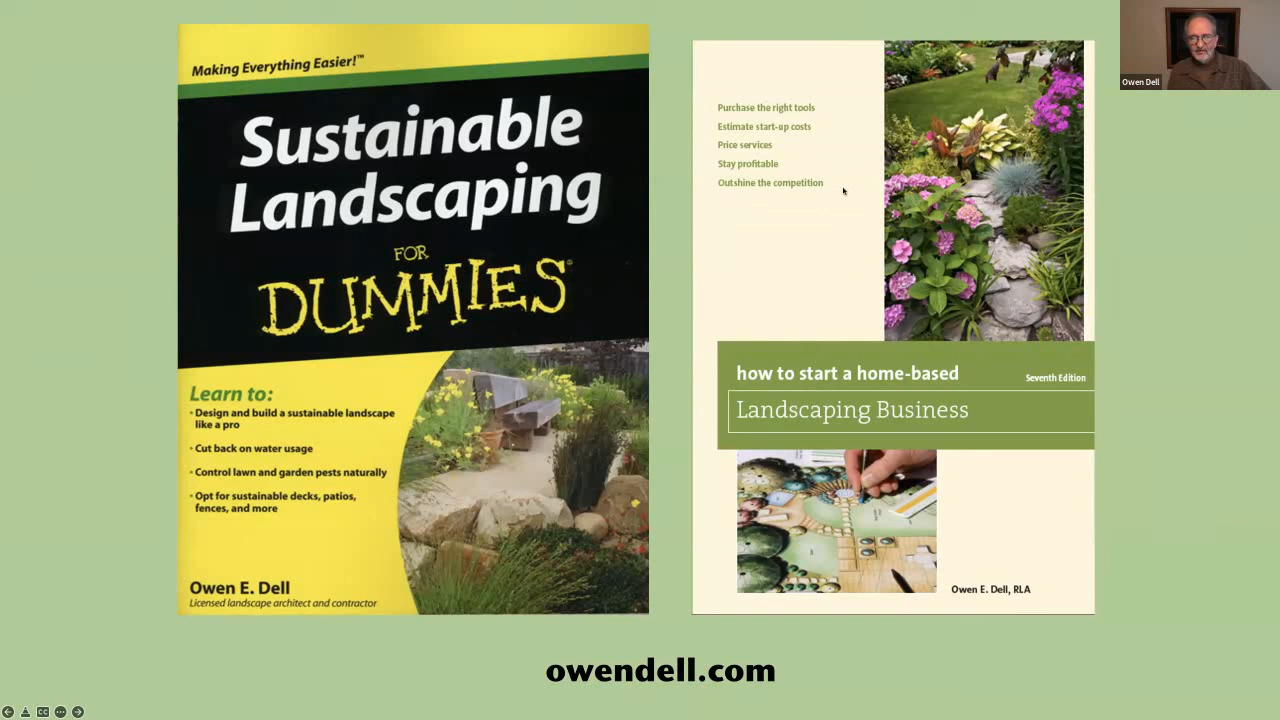 Making Everything Easier!™
Sustainable
Landscaping
FOR
DUMMIES®
Learn to:
• Design and build a sustainable landscape
like a pro
• Cut back on water usage
• Control lawn and garden pests naturally
• Opt for sustainable decks, patios,
fences, and more
Owen E. Dell
Licensed landscape architect and contractor
Purchase the right tools
Estimate start-up costs
Price services
Stay profitable
Outshine the competition
how to start a home-based
Seventh Edition
Landscaping Business
Owen E. Dell, RLA
owendell.com
Owen Dell
CC